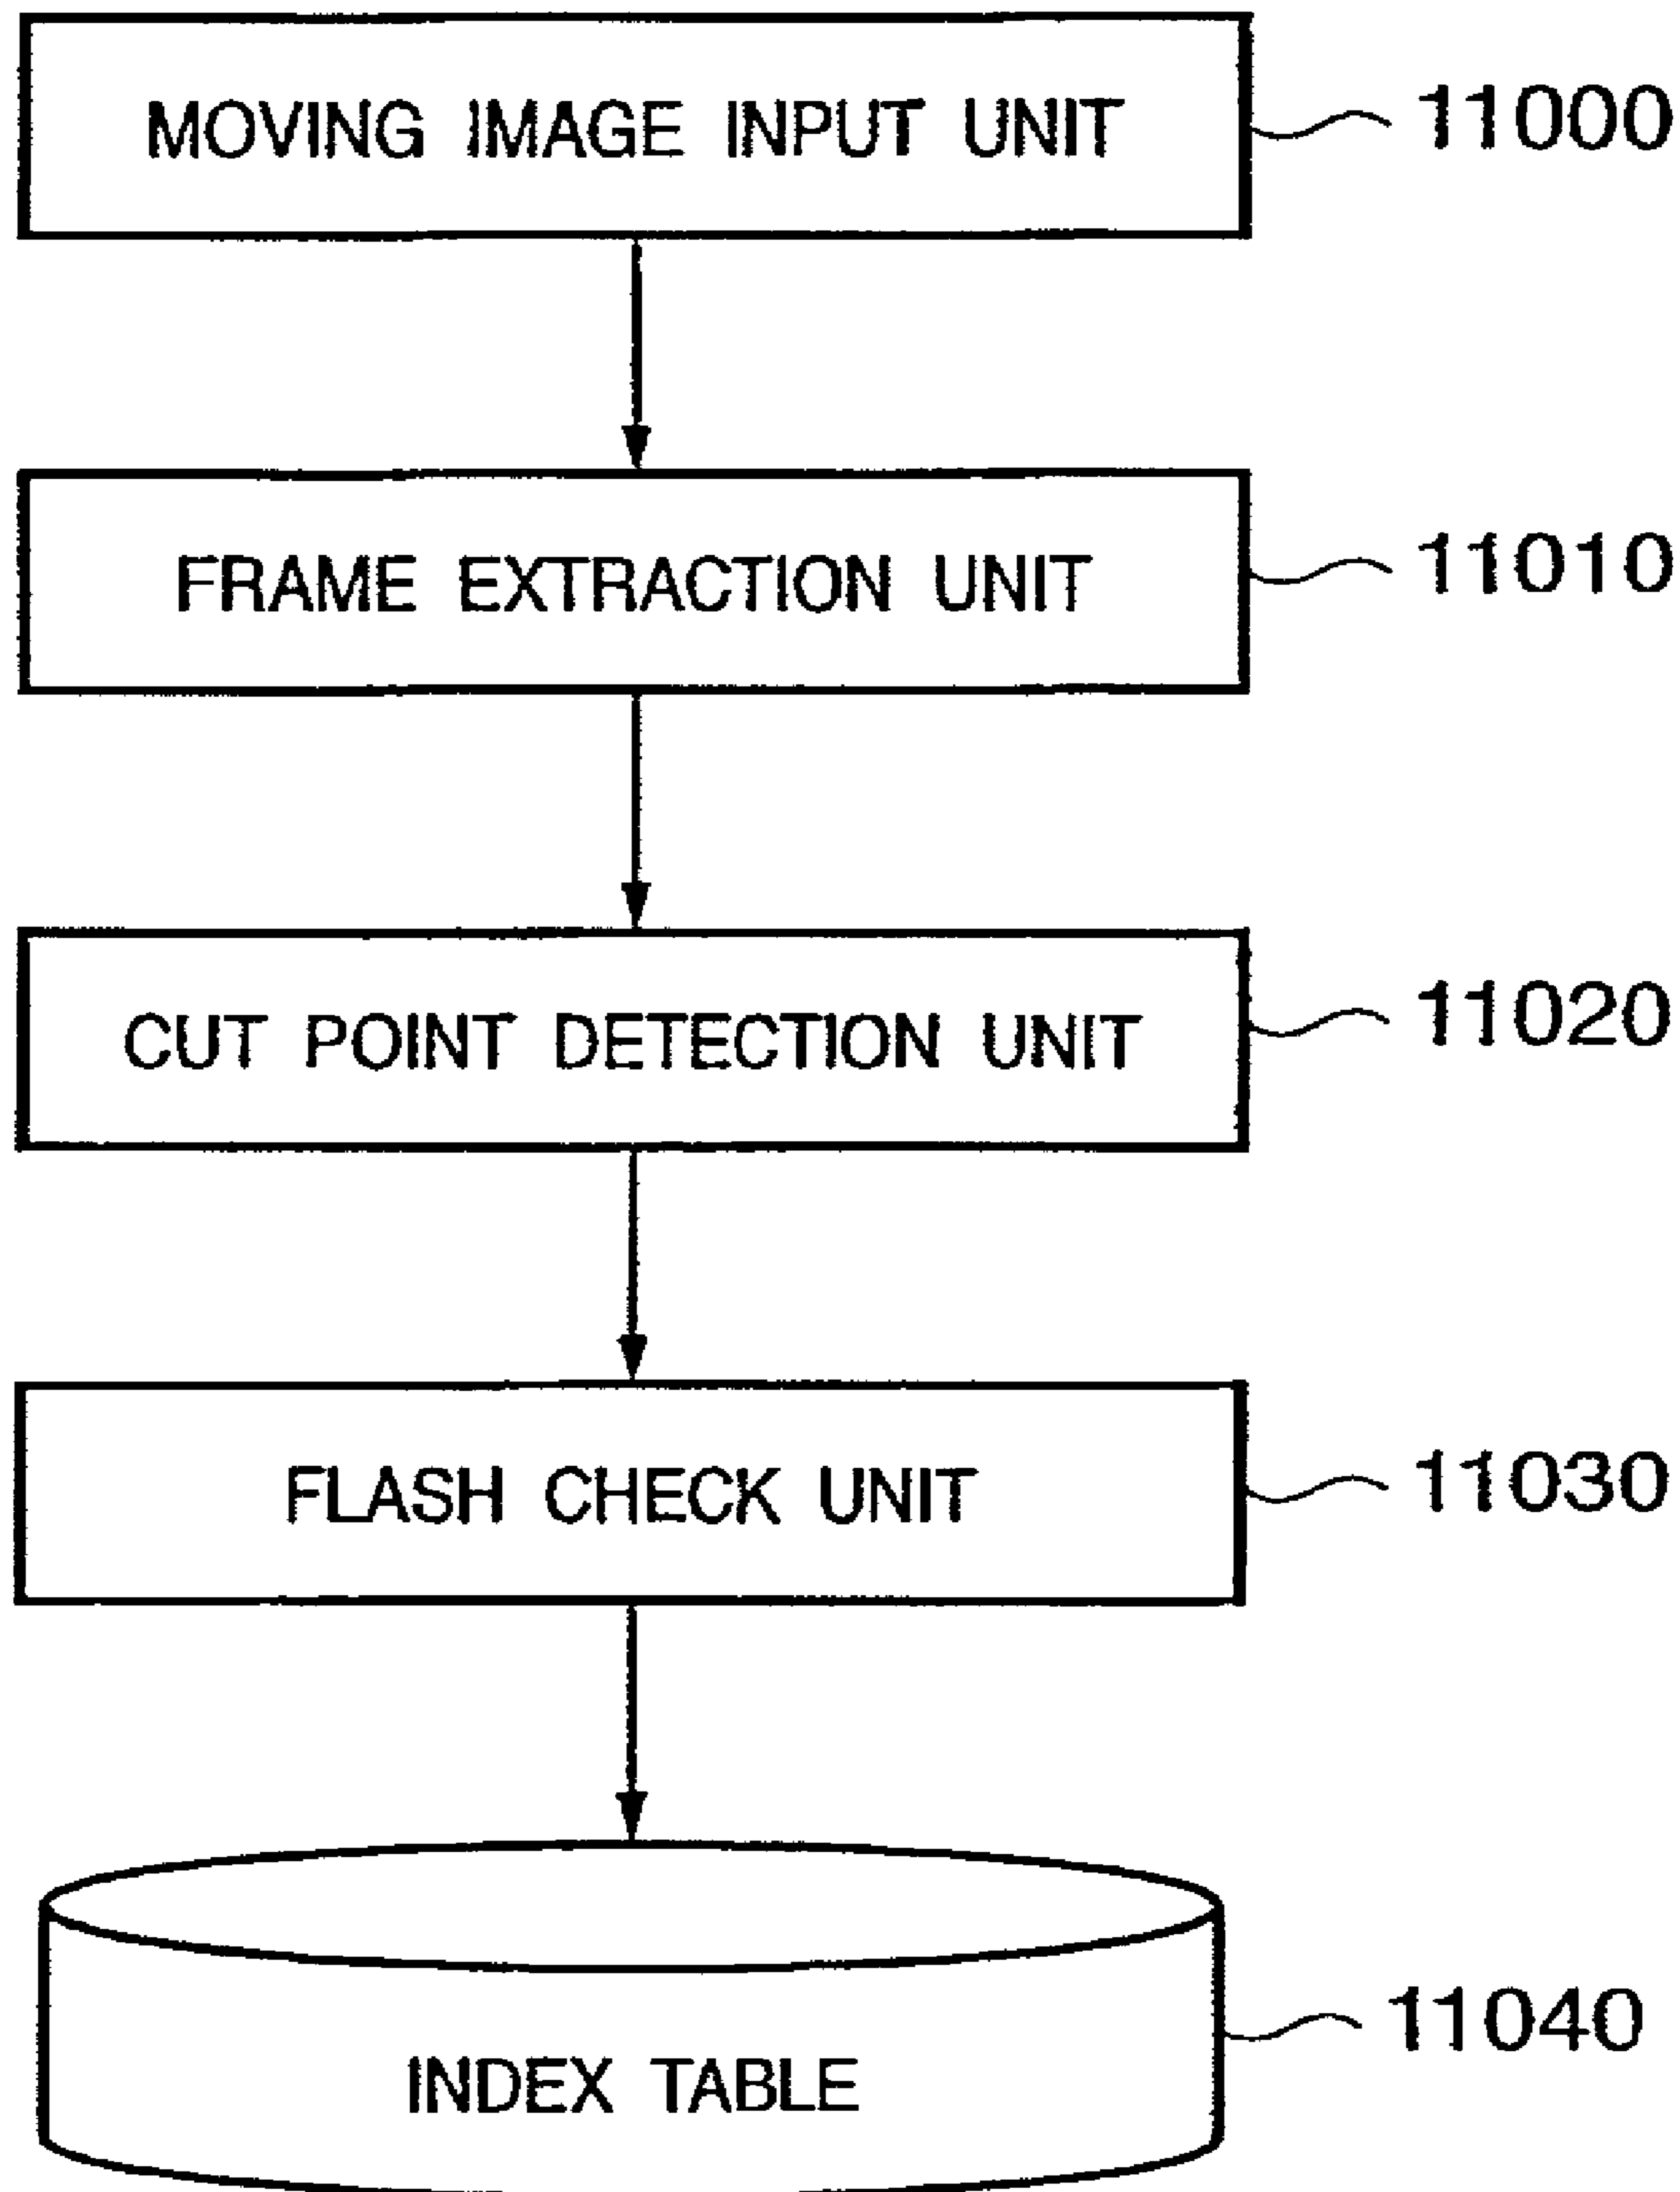 MOVING IMAGE INPUT UNIT
11000
FRAME EXTRACTION UNIT
11010
CUT POINT DETECTION UNIT
11020
FLASH CHECK UNIT
11030
INDEX TABLE
11040